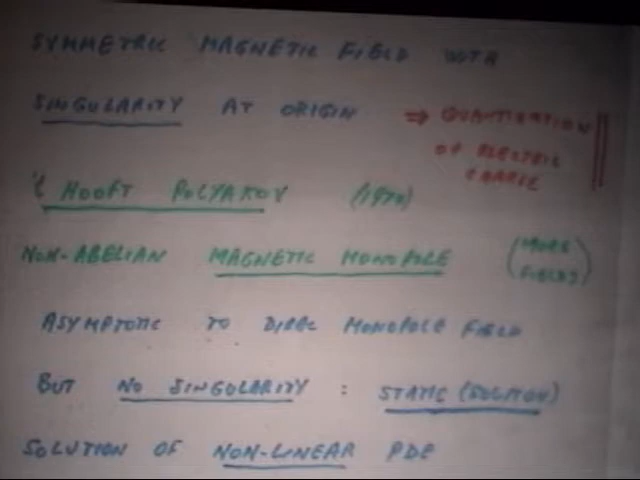 SYMMETRIC MAGNETIC FIELD WITH
SINGULARITY AT ORIGIN ⇒ QUANTISATION
OF ELECTRIC
CHARGE
't HOOFT POLYAKOV (1974)
NON-ABELIAN MAGNETIC MONOPOLE (MORE
FIELDS)
ASYMPTOTIC TO DIRAC MONOPOLE FIELD
BUT NO SINGULARITY : STATIC (SOLITON)
SOLUTION OF NON-LINEAR PDE